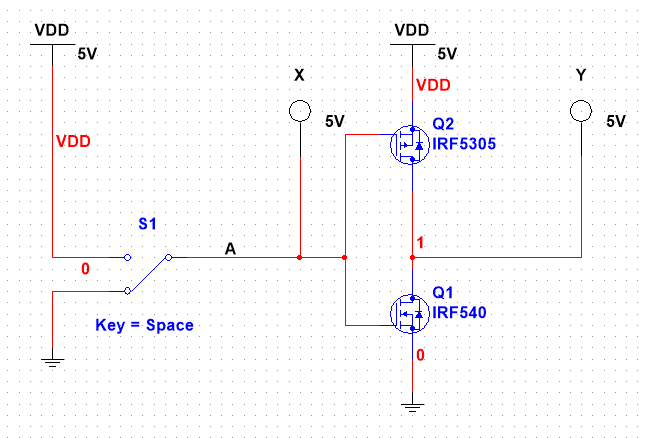 VDD
5V
VDD
5V
X
5V
Y
5V
VDD
Q2
IRF5305
VDD
S1
A
1
0
Q1
IRF540
Key = Space
0